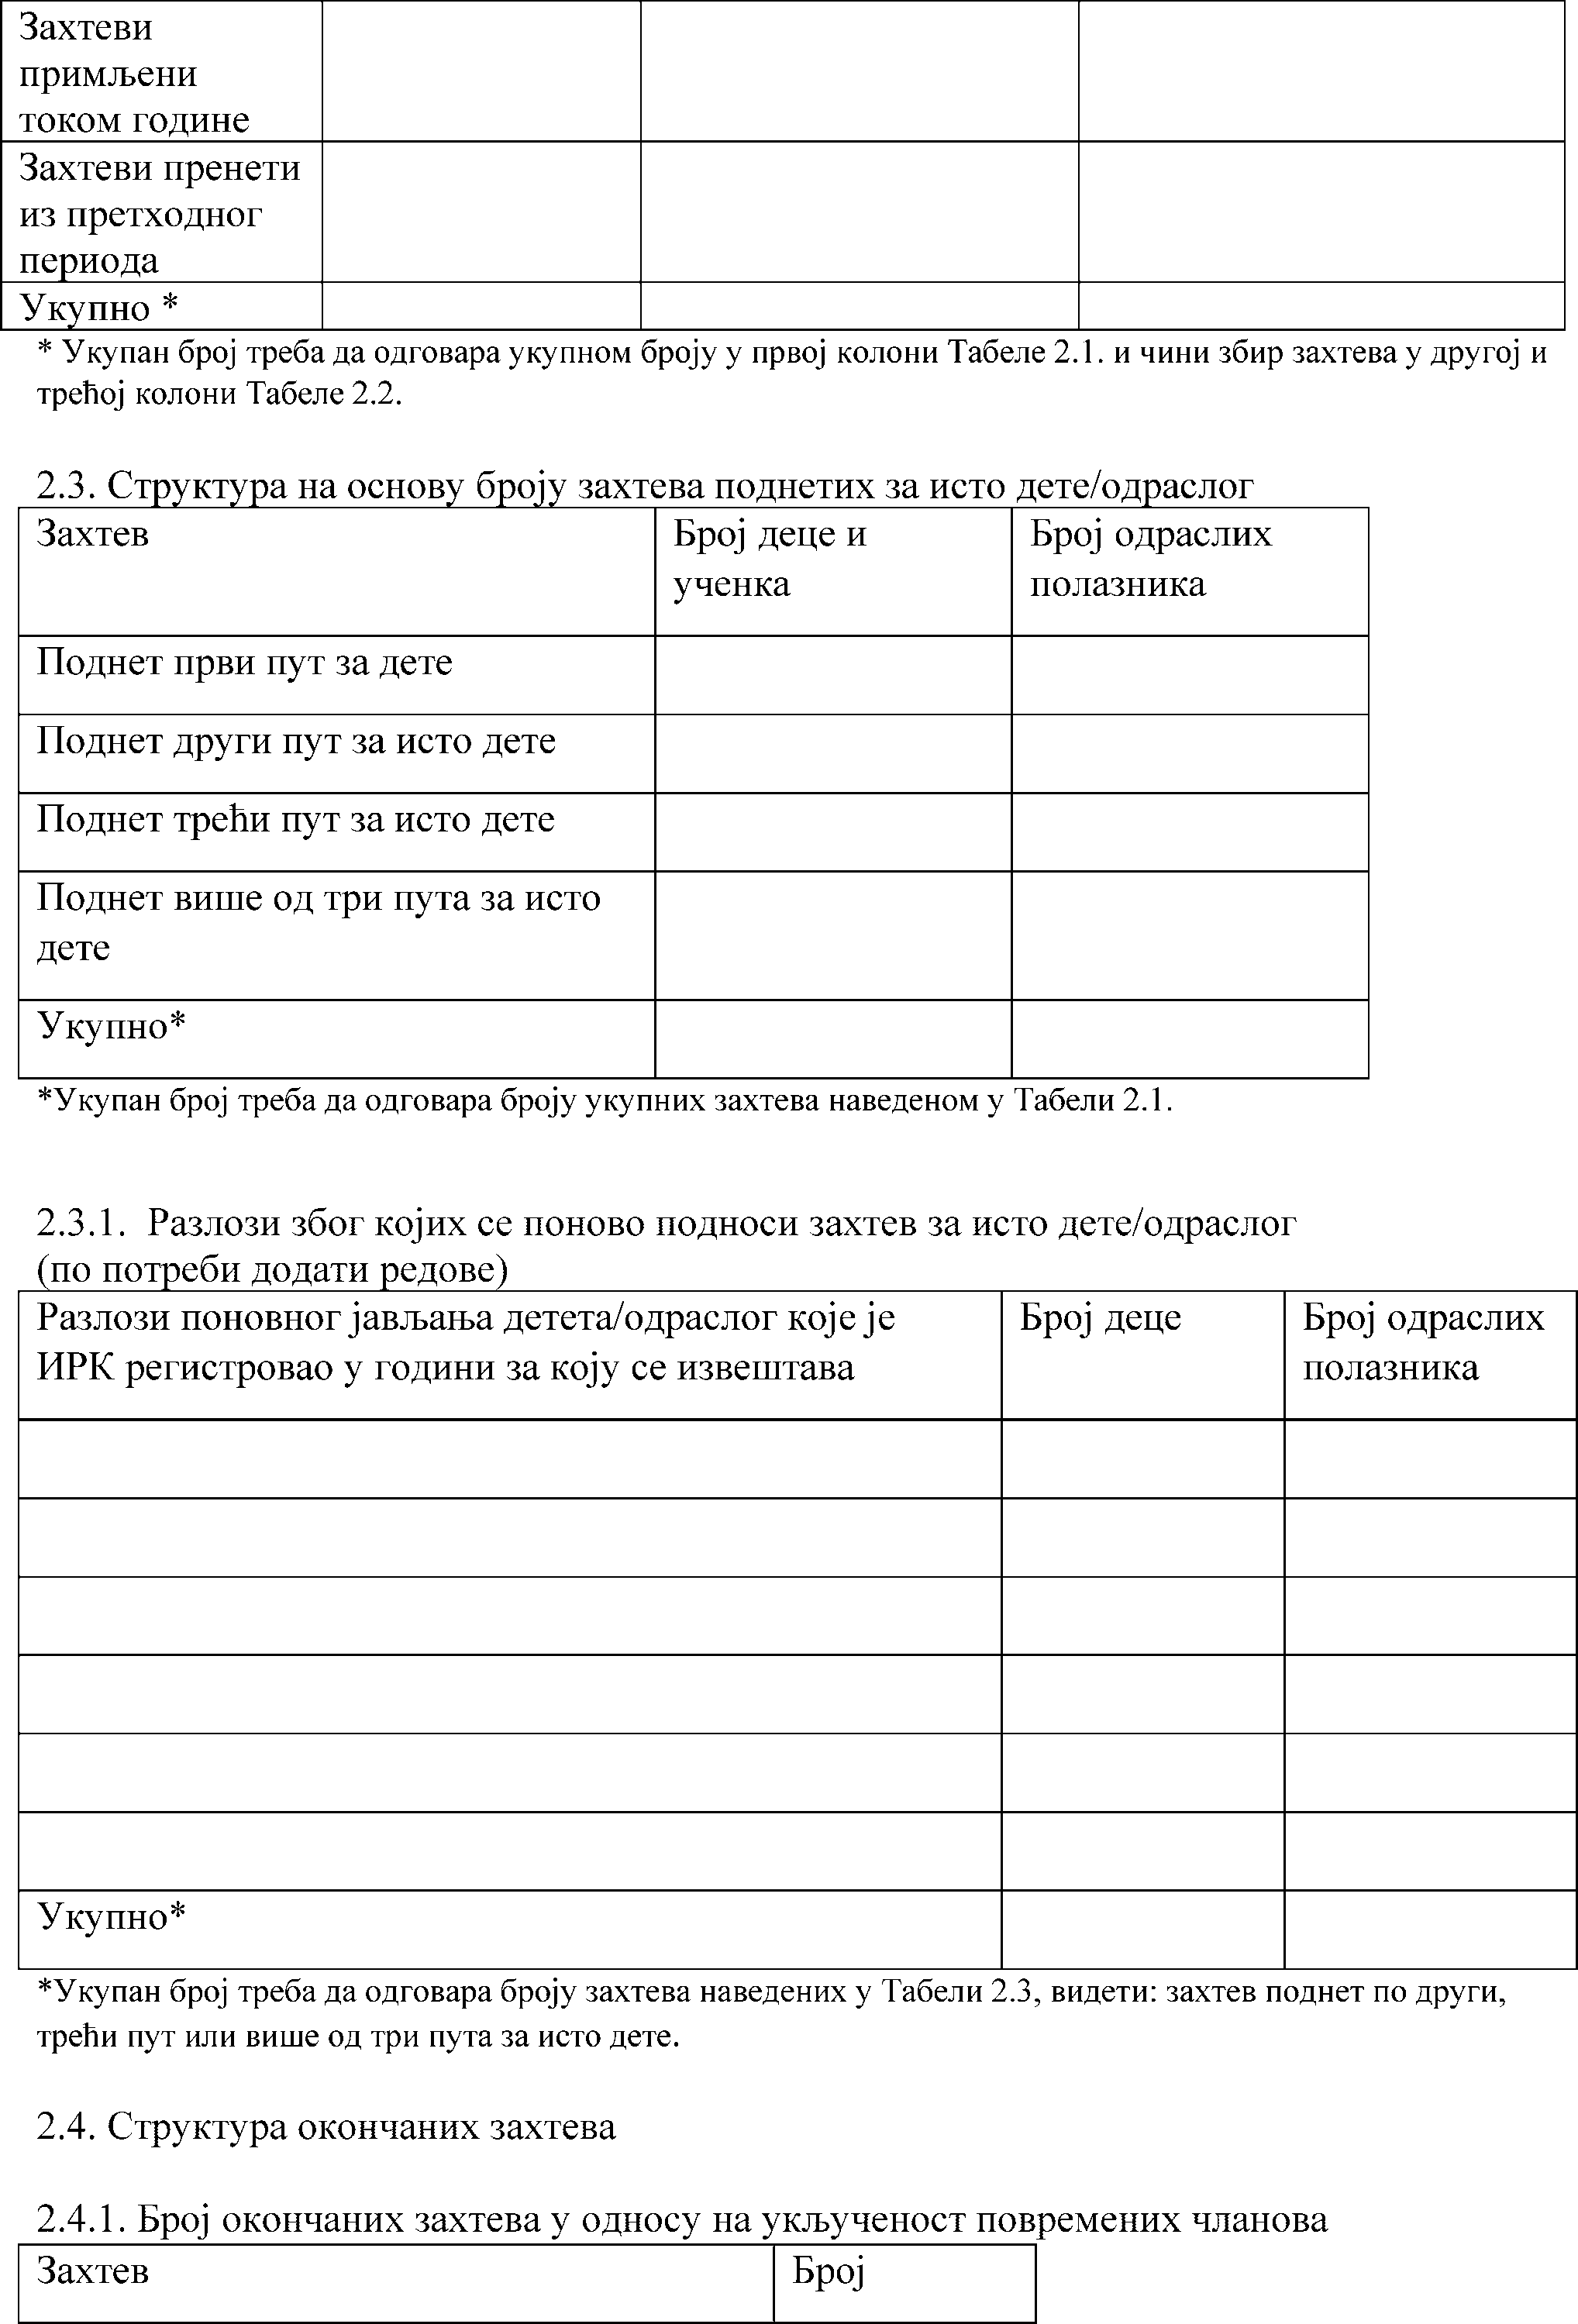 Захтеви
примљени
током године
Захтеви пренети
из претходног
периода
Укупно *
* Укупан број треба да одговара укупном броју у првој колони Табеле 2.1. и чини збир захтева у другој и
трећој колони Табеле 2.2.
2.3. Структура на основу броју захтева поднетих за исто дете/одраслог
Захтев
Број деце и
ученка
Број одраслих
полазника
Поднет први пут за дете
Поднет други пут за исто дете
Поднет трећи пут за исто дете
Поднет више од три пута за исто
дете
Укупно*
*Укупан број треба да одговара броју укупних захтева наведеном у Табели 2.1.
2.3.1.  Разлози због којих се поново подноси захтев за исто дете/одраслог
(по потреби додати редове)
Разлози поновног јављања детета/одраслог које је
ИРК регистровао у години за коју се извештава
Број деце
Број одраслих
полазника
Укупно*
*Укупан број треба да одговара броју захтева наведених у Табели 2.3, видети: захтев поднет по други,
трећи пут или више од три пута за исто дете.
2.4. Структура окончаних захтева
2.4.1. Број окончаних захтева у односу на укљученост повремених чланова
Захтев
Број